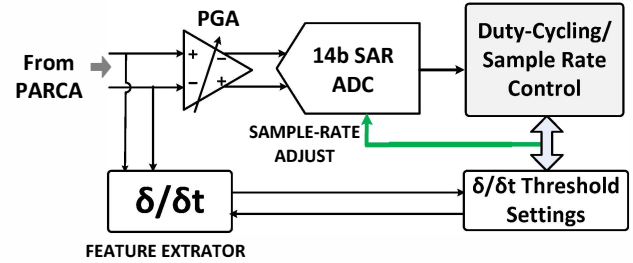 PGA
From
PARCA
+
−
−
+
14b SAR
ADC
Duty-Cycling/
Sample Rate
Control
SAMPLE-RATE
ADJUST
δ/δt
δ/δt Threshold
Settings
FEATURE EXTRATOR